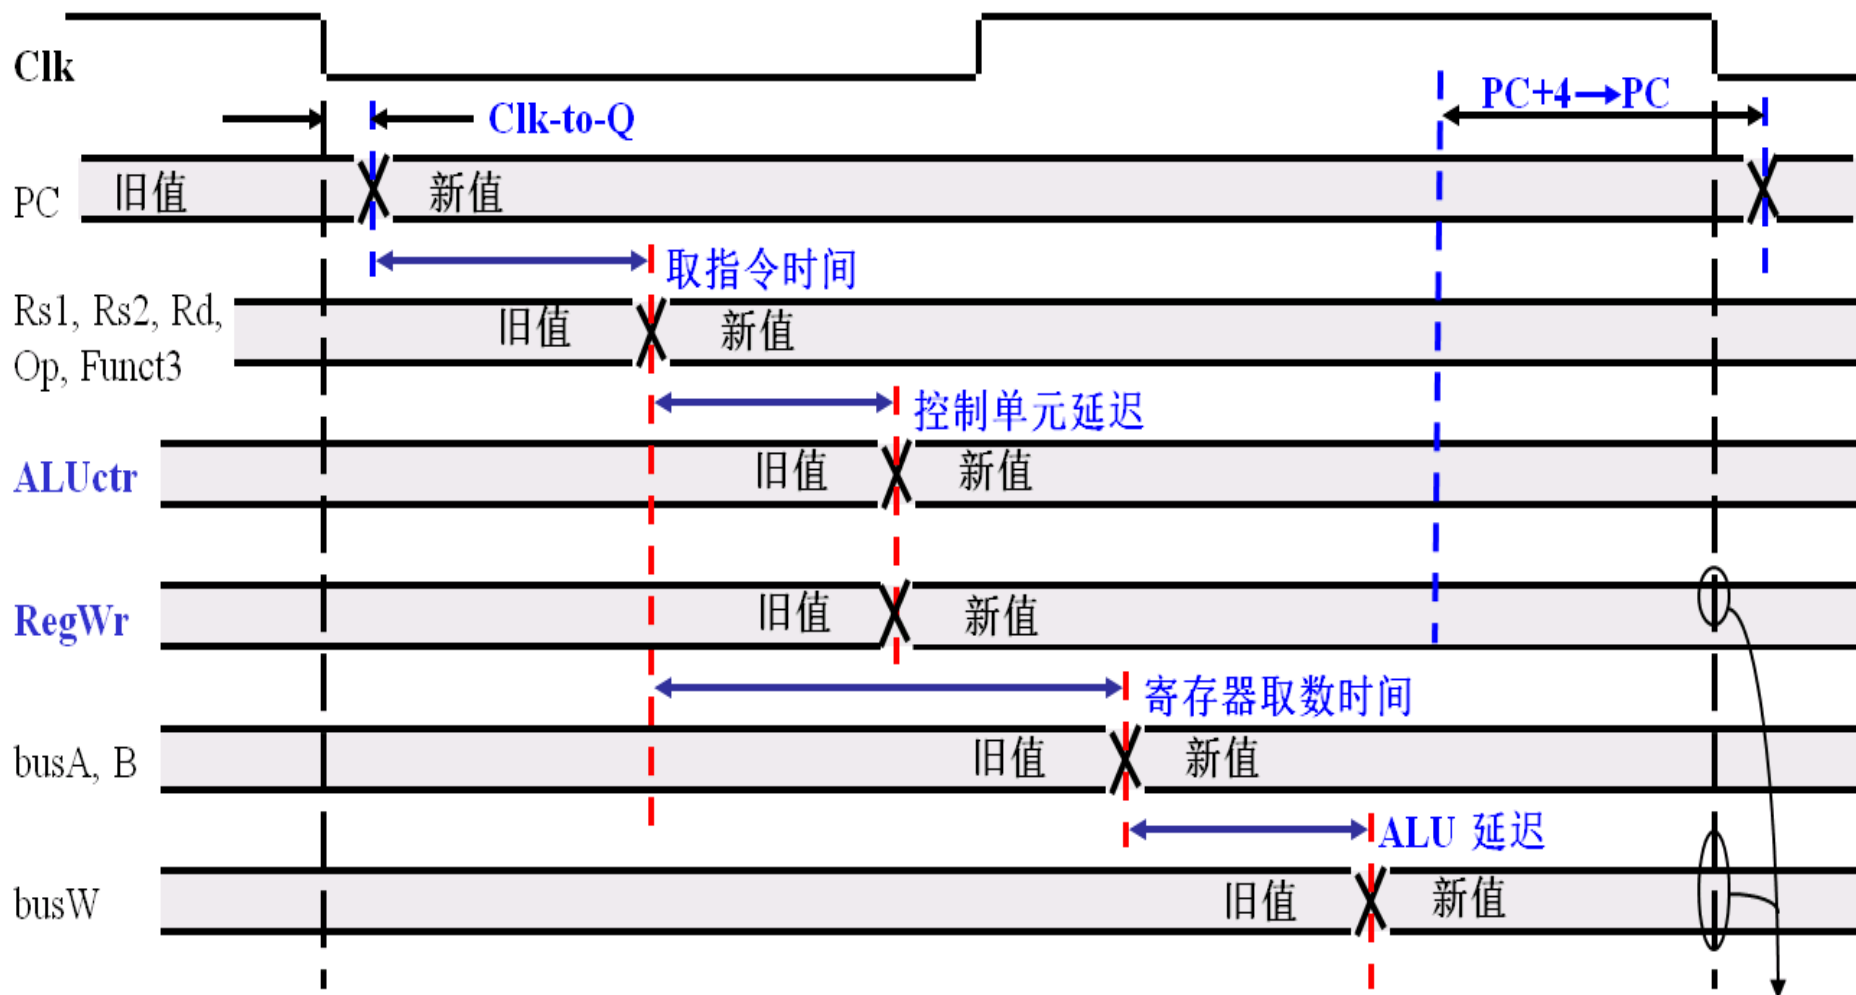 Clk
PC+4→PC
Clk-to-Q
PC 旧值 新值
取指令时间
Rs1, Rs2, Rd,
Op, Funct3
旧值 新值
控制单元延迟
ALUctr 旧值 新值
RegWr 旧值 新值
寄存器取数时间
busA, B 旧值 新值
ALU 延迟
busW 旧值 新值